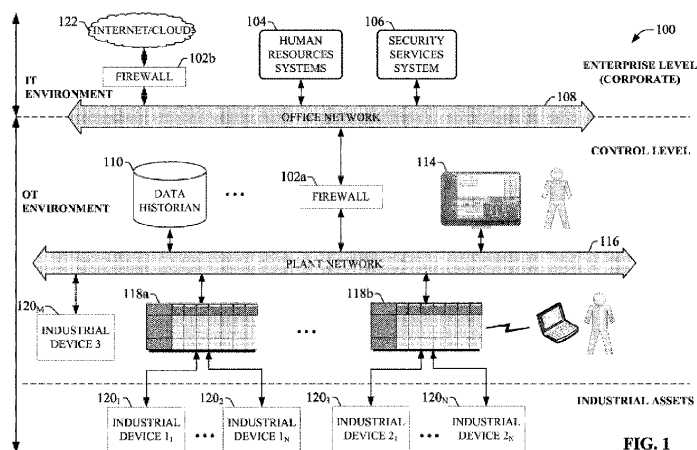 122
INTERNET/CLOUD
102b
FIREWALL
104
HUMAN
RESOURCES
SYSTEMS
106
SECURITY
SERVICES
SYSTEM
100
ENTERPRISE LEVEL
(CORPORATE)
IT
ENVIRONMENT
108
OFFICE NETWORK
CONTROL LEVEL
110
DATA
HISTORIAN
102a
FIREWALL
114
OT
ENVIRONMENT
116
PLANT NETWORK
120M
INDUSTRIAL
DEVICE 3
118a
118b
INDUSTRIAL ASSETS
1201
INDUSTRIAL
DEVICE 11
1202
INDUSTRIAL
DEVICE 1N
1203
INDUSTRIAL
DEVICE 21
120N
INDUSTRIAL
DEVICE 2N
FIG. 1